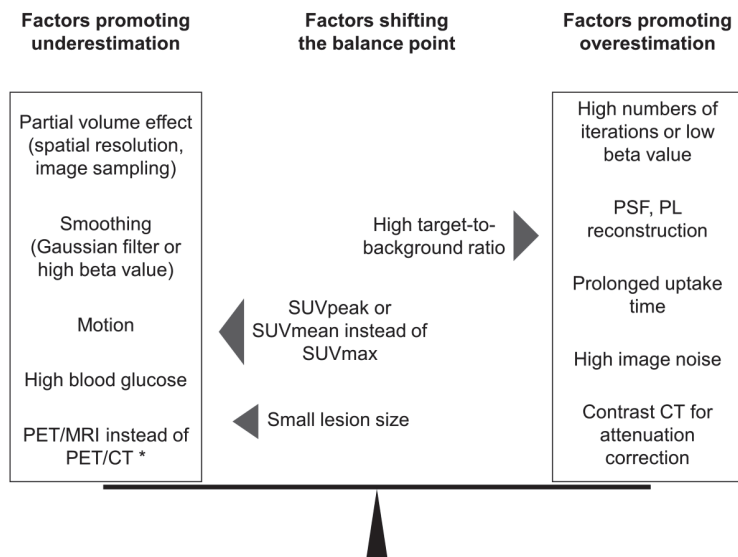 Factors promoting
underestimation
Partial volume effect
(spatial resolution,
image sampling)
Smoothing
(Gaussian filter or
high beta value)
Motion
High blood glucose
PET/MRI instead of
PET/CT *
Factors shifting
the balance point
High target-to-
background ratio
SUVpeak or
SUVmean instead of
SUVmax
Small lesion size
Factors promoting
overestimation
High numbers of
iterations or low
beta value
PSF, PL
reconstruction
Prolonged uptake
time
High image noise
Contrast CT for
attenuation
correction